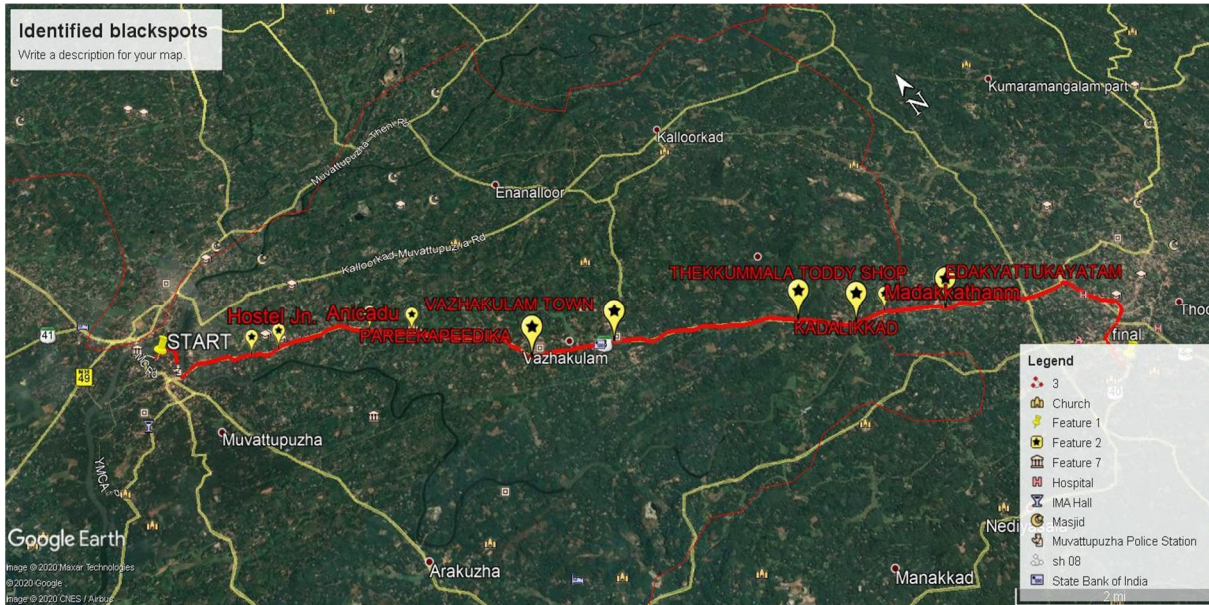 Identified blackspots
Write a description for your map.
N
Kumaramangalam part
Kalloorkad
Muvattupuzha-Theni Rd
Enanalloor
Kalloorkad-Muvattupuzha Rd
THEKKUMMALA TODDY SHOP
EDAKYATTUKAYATAM
Madakkathanm
VAZHAKULAM TOWN
Anicadu
Hostel Jn.
KADALIKKAD
PAREEKAPEEDIKA
41
START
Vazhakulam
final
49
40
Muvattupuzha
YMCA
Arakuzha
Manakkad
Legend
3
Church
Feature 1
Feature 2
Feature 7
Hospital
IMA Hall
Masjid
Muvattupuzha Police Station
sh 08
State Bank of India
2 mi
Google Earth
Image © 2020 Maxar Technologies
© 2020 Google
Image © 2020 CNES / Airbus